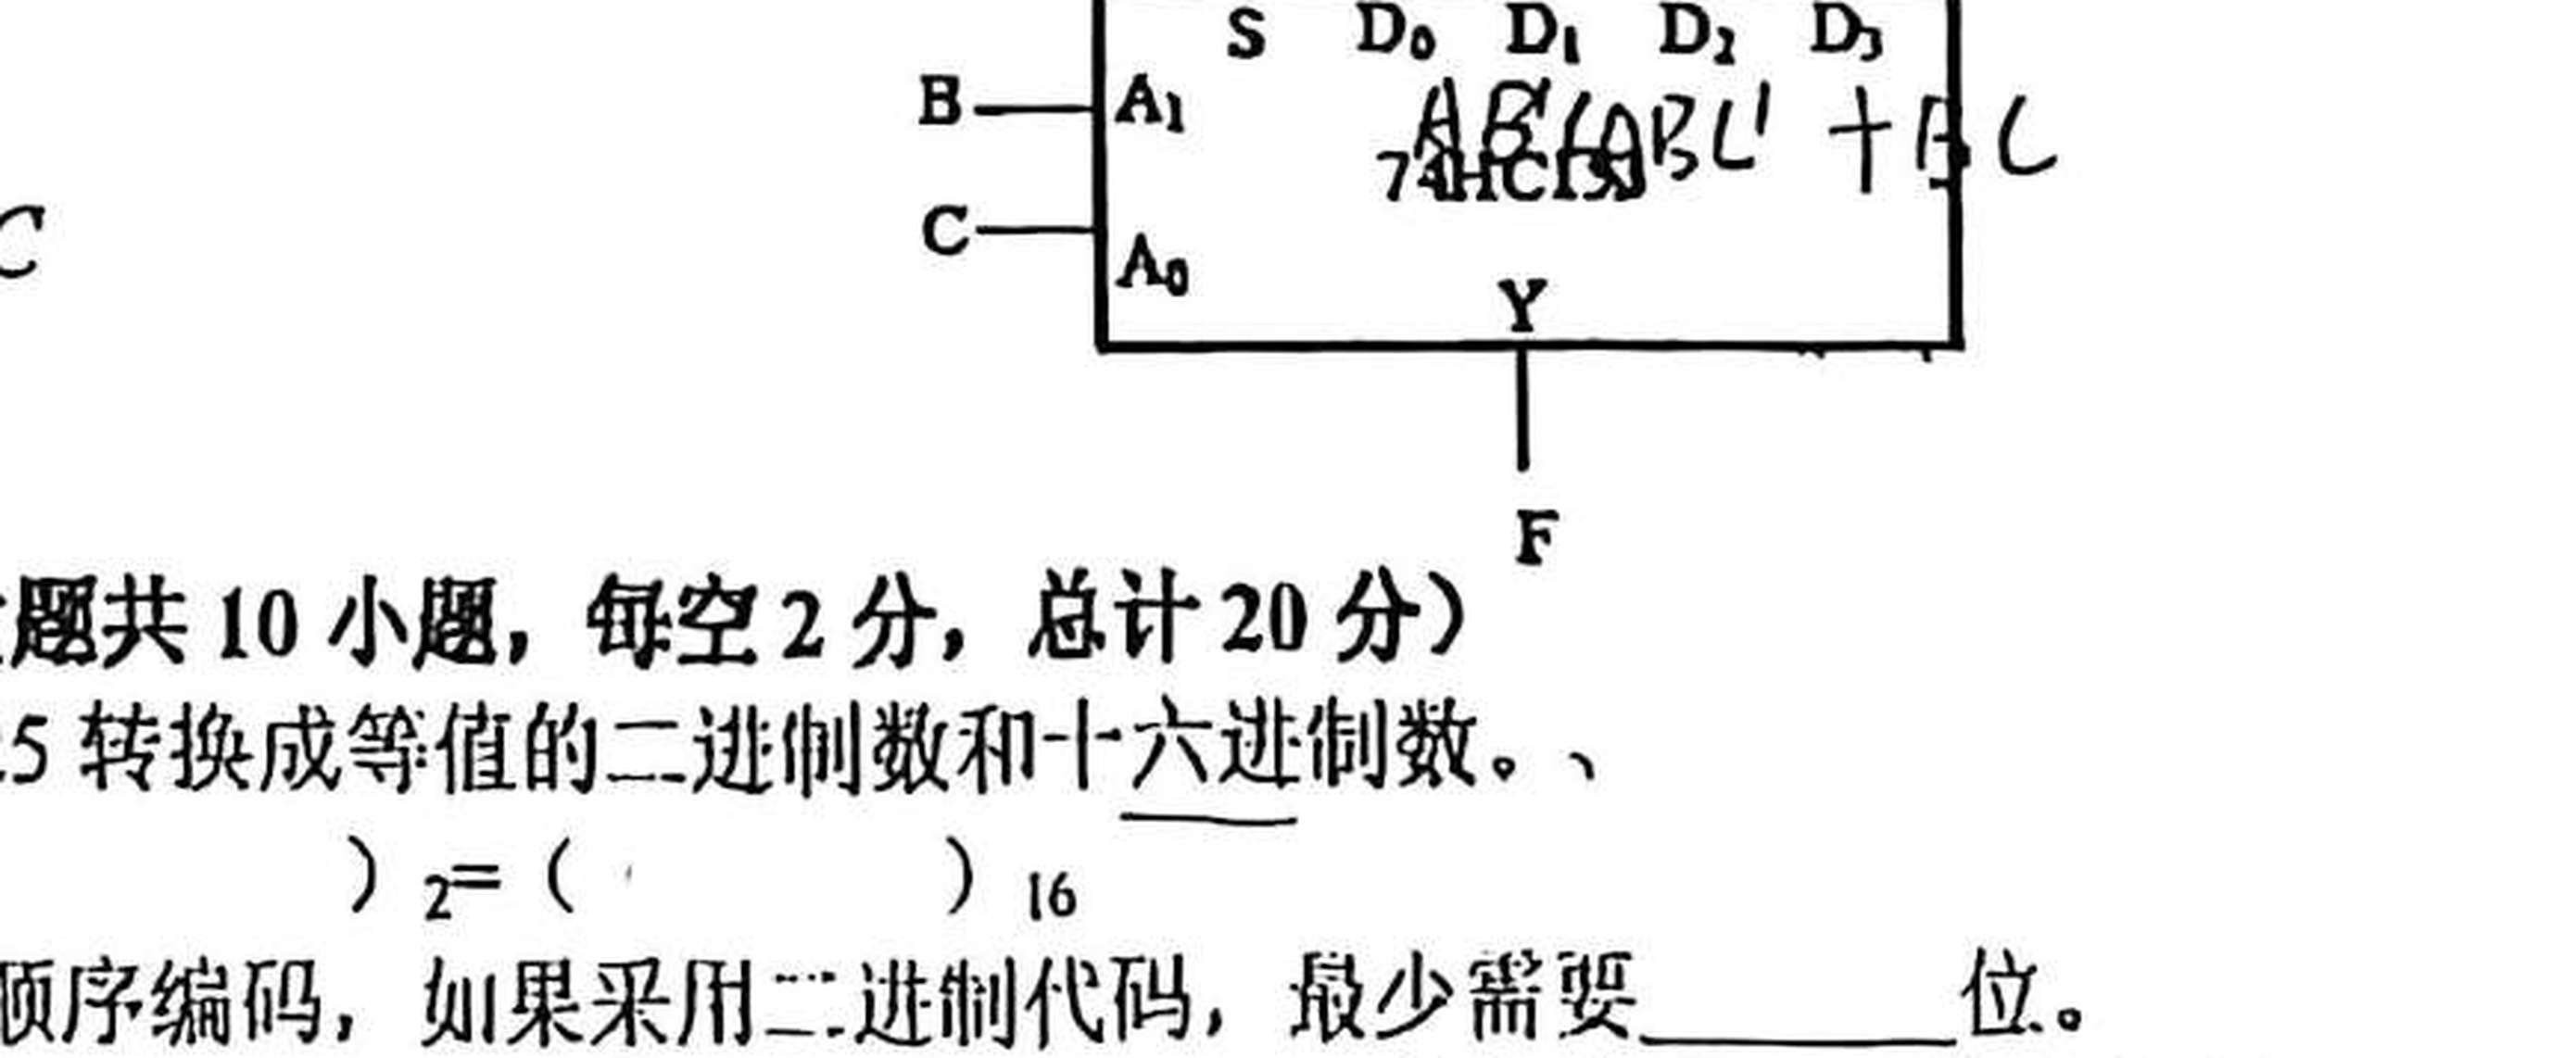 S D₀ D₁ D₂ D₃
B A₁ AB'C ABC' + BC
C
C A₀
Y
F
题共 10 小题，每空 2 分，总计 20 分）
5 转换成等值的二进制数和十六进制数。、
）₂=（ ）₁₆
顺序编码，如果采用二进制代码，最少需要______位。